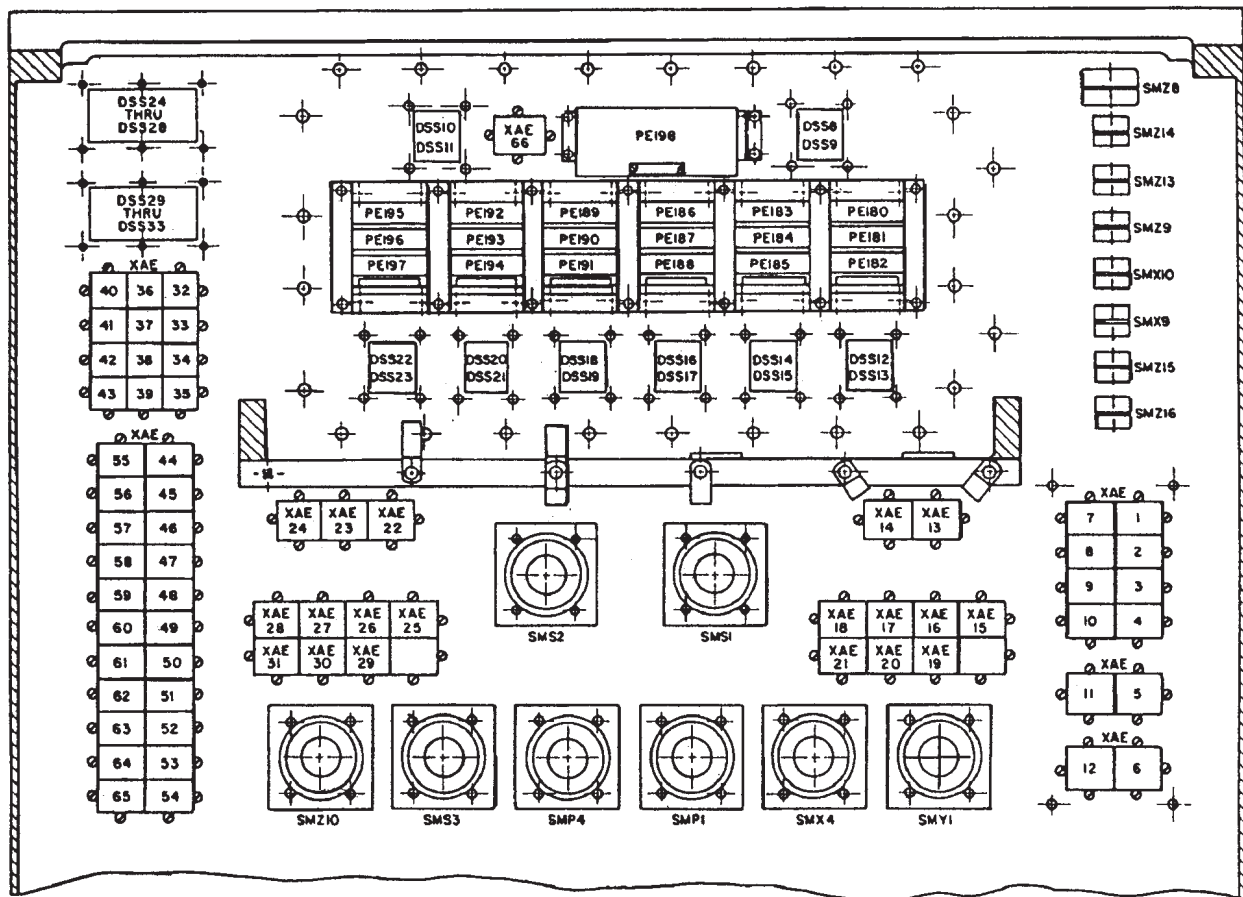 DSS24
THRU
DSS28
DSS10
DSS11
XAE
66
PE198
DSS8
DSS9
SMZ8
SMZ14
SMZ13
SMZ9
SMX10
SMX9
SMZ15
SMZ16
DSS29
THRU
DSS33
PE195 PE192 PE189 PE186 PE183 PE180
PE196 PE193 PE190 PE187 PE184 PE181
PE197 PE194 PE191 PE188 PE185 PE182
XAE
40 36 32
41 37 33
42 38 34
43 39 35
DSS22 DSS20 DSS18 DSS16 DSS14 DSS12
DSS23 DSS21 DSS19 DSS17 DSS15 DSS13
XAE
55 44
56 45
57 46
58 47
59 48
60 49
61 50
62 51
63 52
64 53
65 54
XAE XAE XAE
24 23 22
XAE XAE
14 13
XAE
7 1
8 2
9 3
10 4
SMS2
SMS1
XAE XAE XAE XAE
28 27 26 25
XAE XAE XAE
31 30 29
XAE XAE XAE XAE
18 17 16 15
XAE XAE XAE
21 20 19
XAE
11 5
XAE
12 6
SMZ10
SMS3
SMP4
SMP1
SMX4
SMY1